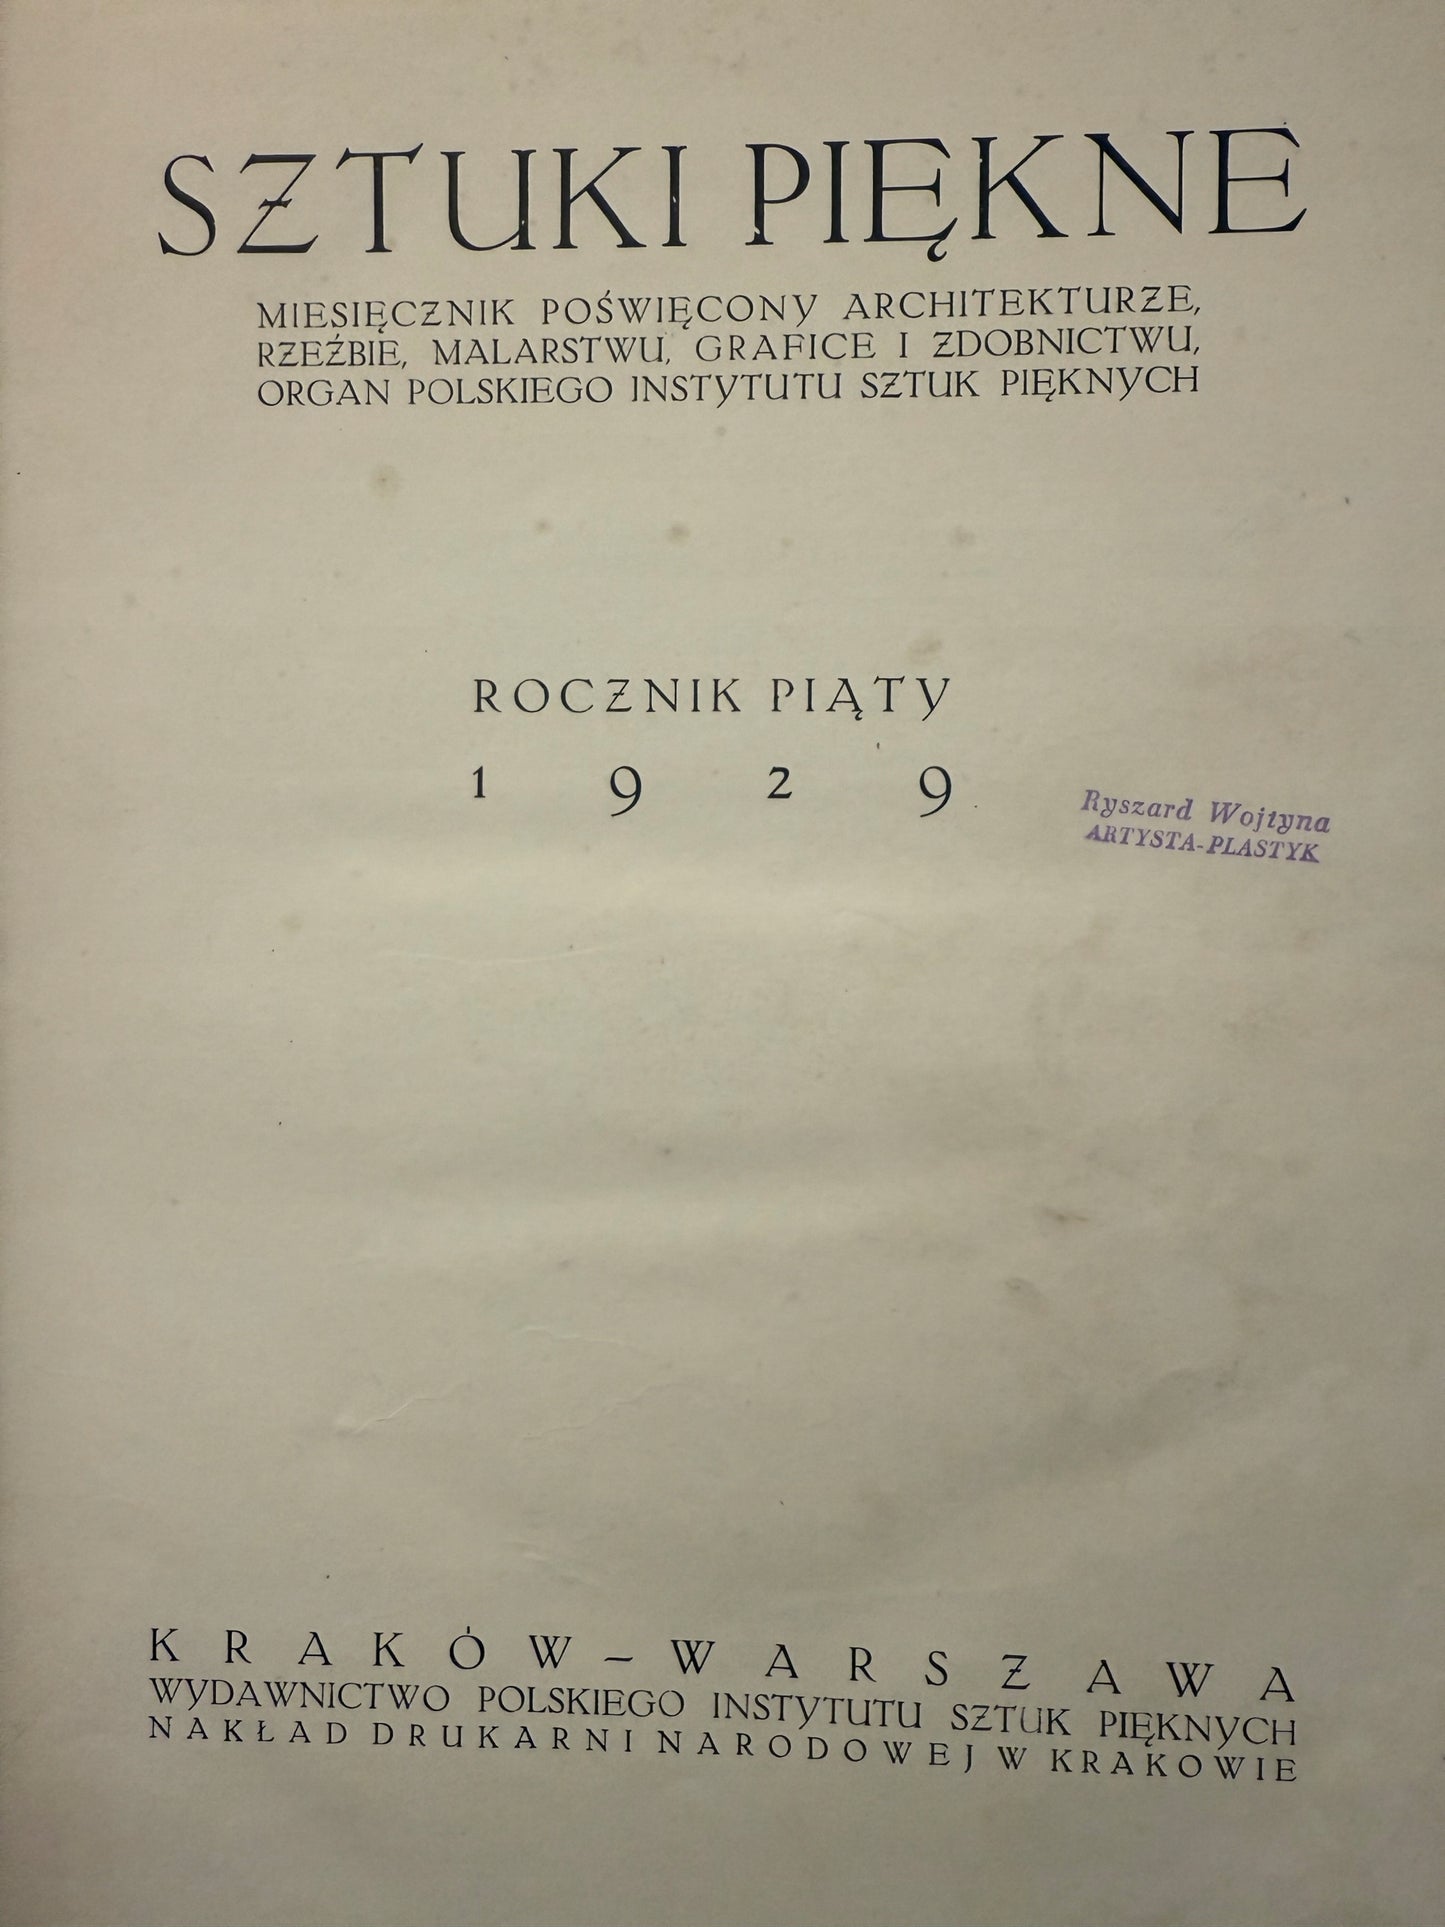 SZTUKI PIĘKNE
MIESIĘCZNIK POŚWIĘCONY ARCHITEKTURZE,
RZEŹBIE, MALARSTWU, GRAFICE I ZDOBNICTWU,
ORGAN POLSKIEGO INSTYTUTU SZTUK PIĘKNYCH
ROCZNIK PIĄTY
1929
Ryszard Wojtyna
ARTYSTA-PLASTYK
KRAKÓW – WARSZAWA
WYDAWNICTWO POLSKIEGO INSTYTUTU SZTUK PIĘKNYCH
NAKŁAD DRUKARNI NARODOWEJ W KRAKOWIE